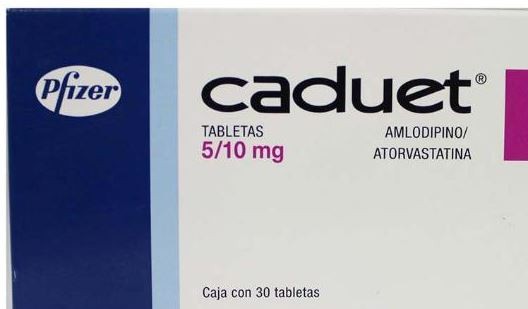 Pfizer
caduet®
TABLETAS
5/10 mg
AMLODIPINO/
ATORVASTATINA
Caja con 30 tabletas